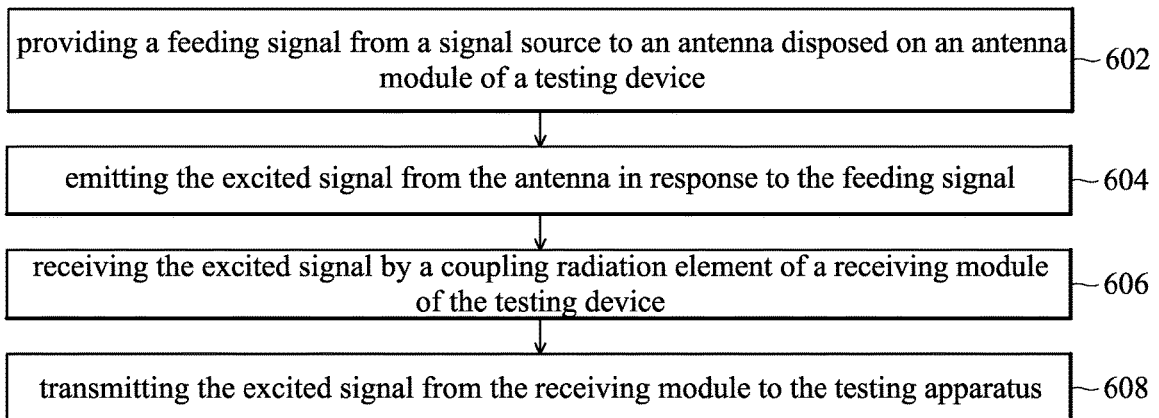 providing a feeding signal from a signal source to an antenna disposed on an antenna
module of a testing device
602
emitting the excited signal from the antenna in response to the feeding signal
604
receiving the excited signal by a coupling radiation element of a receiving module
of the testing device
606
transmitting the excited signal from the receiving module to the testing apparatus
608